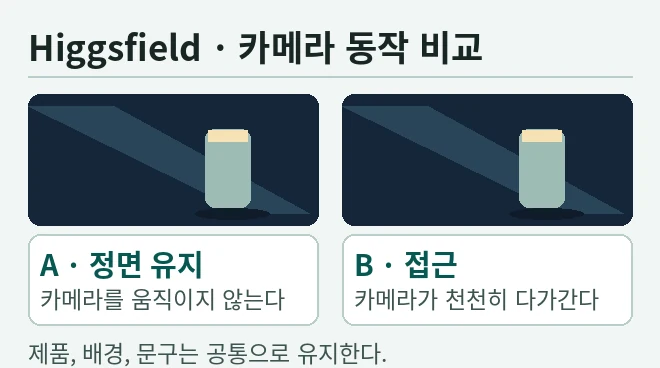 Higgsfield · 카메라 동작 비교
A · 정면 유지
카메라를 움직이지 않는다
B · 접근
카메라가 천천히 다가간다
제품, 배경, 문구는 공통으로 유지한다.